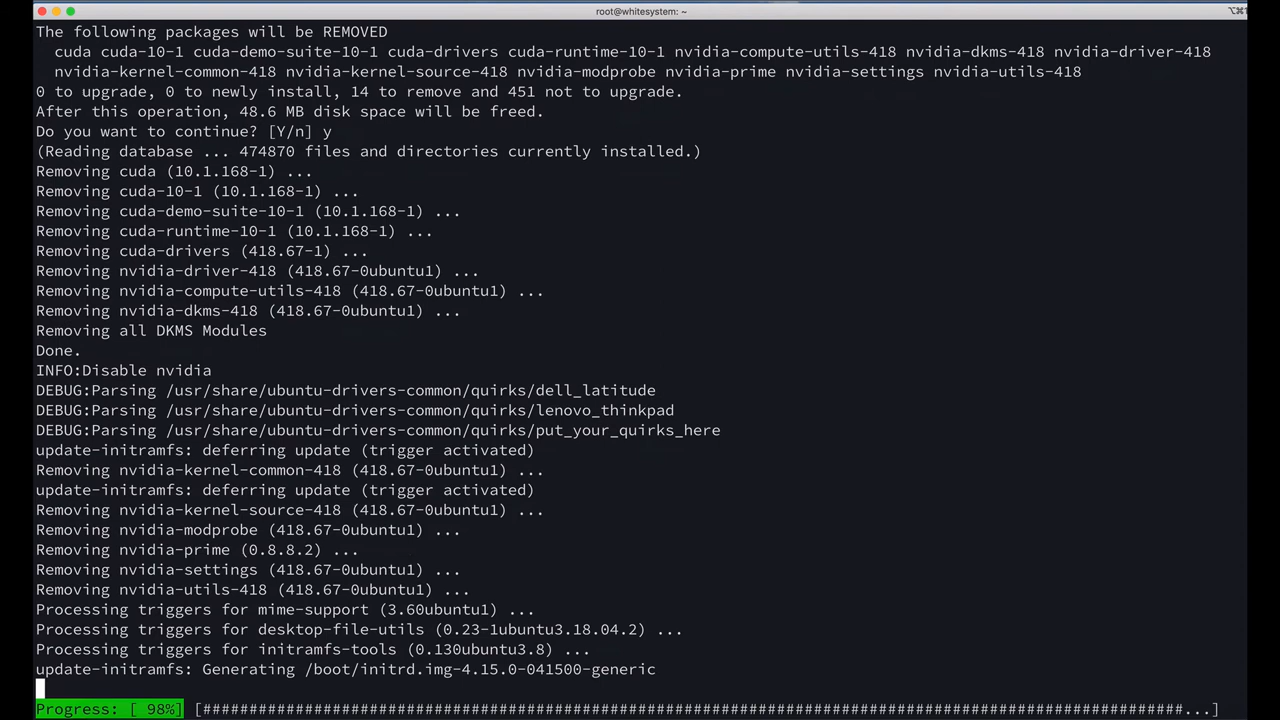 root@whitesystem: ~
The following packages will be REMOVED
cuda cuda-10-1 cuda-demo-suite-10-1 cuda-drivers cuda-runtime-10-1 nvidia-compute-utils-418 nvidia-dkms-418 nvidia-driver-418
nvidia-kernel-common-418 nvidia-kernel-source-418 nvidia-modprobe nvidia-prime nvidia-settings nvidia-utils-418
0 to upgrade, 0 to newly install, 14 to remove and 451 not to upgrade.
After this operation, 48.6 MB disk space will be freed.
Do you want to continue? [Y/n] y
(Reading database ... 474870 files and directories currently installed.)
Removing cuda (10.1.168-1) ...
Removing cuda-10-1 (10.1.168-1) ...
Removing cuda-demo-suite-10-1 (10.1.168-1) ...
Removing cuda-runtime-10-1 (10.1.168-1) ...
Removing cuda-drivers (418.67-1) ...
Removing nvidia-driver-418 (418.67-0ubuntu1) ...
Removing nvidia-compute-utils-418 (418.67-0ubuntu1) ...
Removing nvidia-dkms-418 (418.67-0ubuntu1) ...
Removing all DKMS Modules
Done.
INFO:Disable nvidia
DEBUG:Parsing /usr/share/ubuntu-drivers-common/quirks/dell_latitude
DEBUG:Parsing /usr/share/ubuntu-drivers-common/quirks/lenovo_thinkpad
DEBUG:Parsing /usr/share/ubuntu-drivers-common/quirks/put_your_quirks_here
update-initramfs: deferring update (trigger activated)
Removing nvidia-kernel-common-418 (418.67-0ubuntu1) ...
update-initramfs: deferring update (trigger activated)
Removing nvidia-kernel-source-418 (418.67-0ubuntu1) ...
Removing nvidia-modprobe (418.67-0ubuntu1) ...
Removing nvidia-prime (0.8.8.2) ...
Removing nvidia-settings (418.67-0ubuntu1) ...
Removing nvidia-utils-418 (418.67-0ubuntu1) ...
Processing triggers for mime-support (3.60ubuntu1) ...
Processing triggers for desktop-file-utils (0.23-1ubuntu3.18.04.2) ...
Processing triggers for initramfs-tools (0.130ubuntu3.8) ...
update-initramfs: Generating /boot/initrd.img-4.15.0-041500-generic
Progress: [ 98%] [##########################################################################################################...]